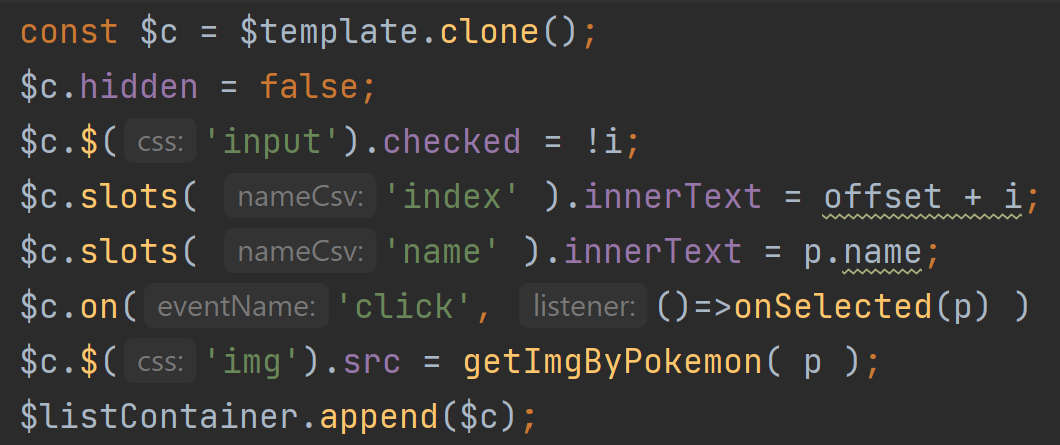 const $c = $template.clone();
$c.hidden = false;
$c.$( css: 'input').checked = !i;
$c.slots( nameCsv: 'index' ).innerText = offset + i;
$c.slots( nameCsv: 'name' ).innerText = p.name;
$c.on( eventName: 'click', listener: ()=>onSelected(p) )
$c.$( css: 'img').src = getImgByPokemon( p );
$listContainer.append($c);